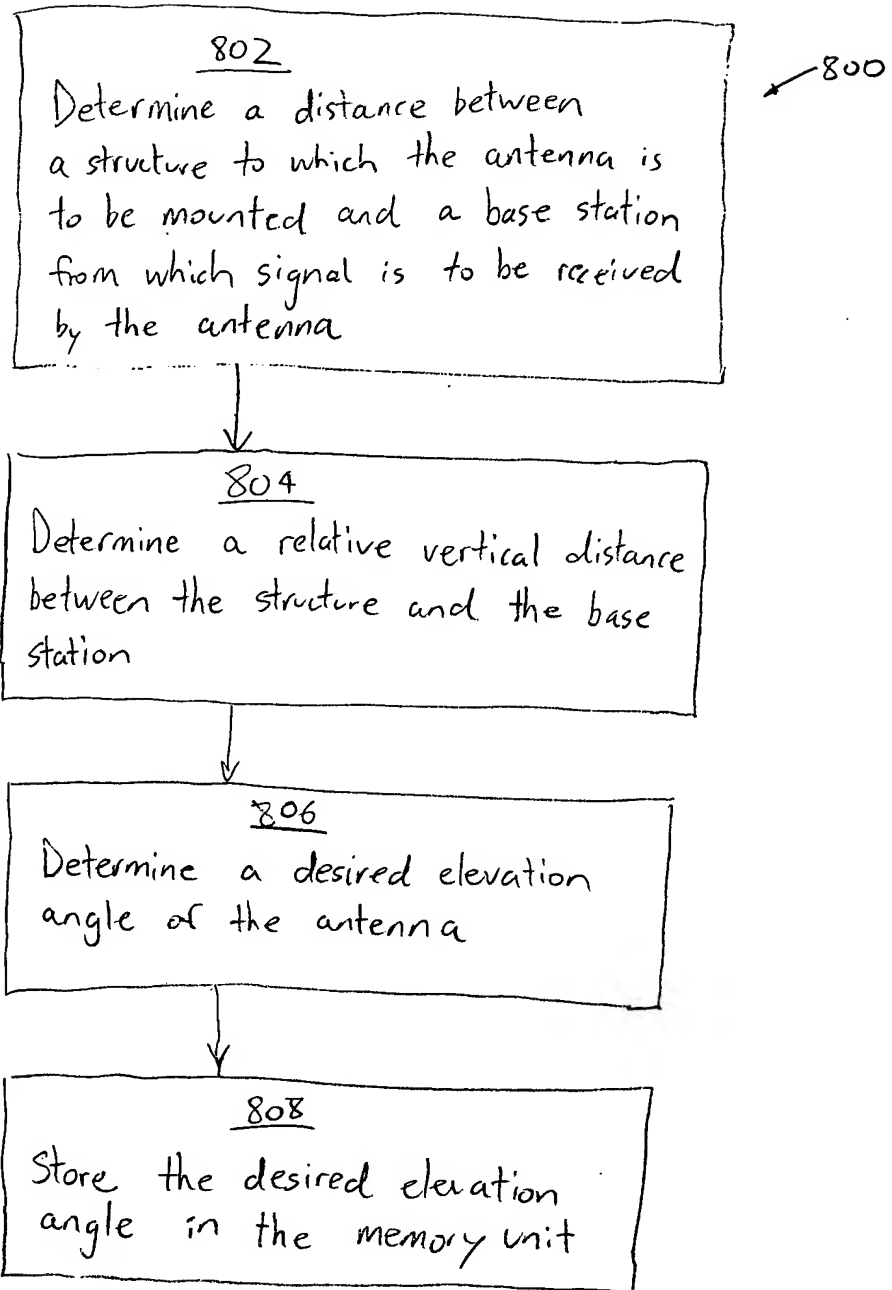 802
800
Determine a distance between
a structure to which the antenna is
to be mounted and a base station
from which signal is to be received
by the antenna
804
Determine a relative vertical distance
between the structure and the base
station
806
Determine a desired elevation
angle of the antenna
808
Store the desired elevation
angle in the memory unit